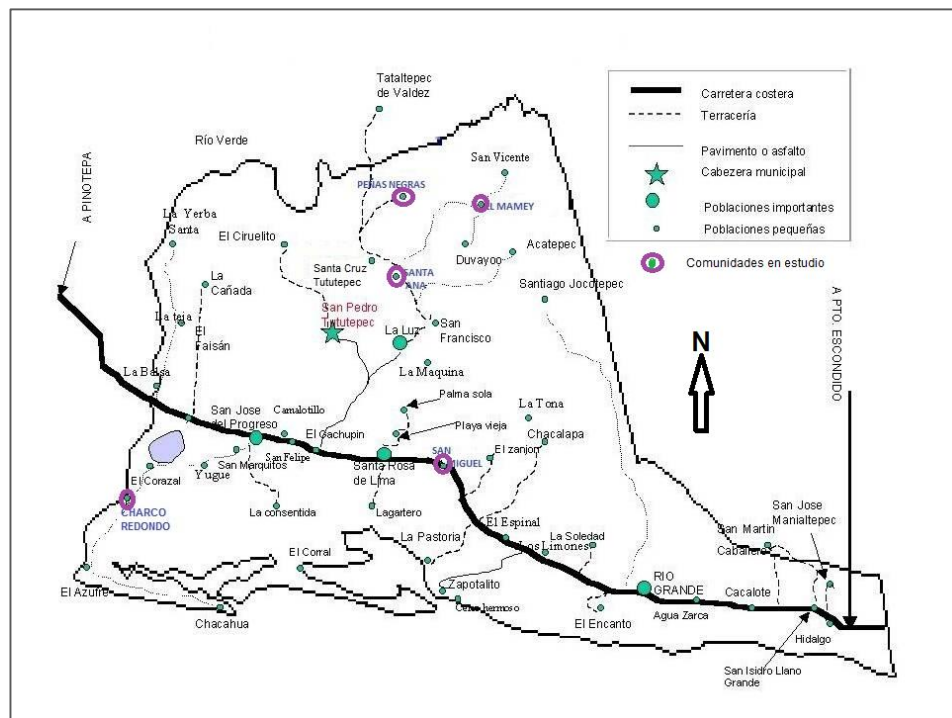 Tataltepec
de Valdez
Río Verde
San Vicente
PEÑAS NEGRAS
EL MAMEY
La Yerba
Santa
El Ciruelito
Duvayoo
Acatepec
Santa Cruz
Tututepec
SANTA
ANA
Santiago Jocotepec
La
Cañada
San Pedro
Tututepec
La teja
El
Faisán
La Luz
San
Francisco
La Maquina
La Balsa
Palma sola
San Jose
del Progreso
Camalotillo
El Gachupin
Playa vieja
La Tona
Chacalapa
SAN
MIGUEL
El zanjon
San Marquitos
San Felipe
Santa Rosa
de Lima
El Corazal
Yugue
CHARCO
REDONDO
La consentida
Lagartero
El Espinal
Los Limones
La Soledad
La Pastoria
El Corral
San Martin
Caballero
San Jose
Manialtepec
El Azufre
Chacahua
Zapotalito
Cerro hermoso
RIO
GRANDE
El Encanto
Agua Zarca
Cacalote
Hidalgo
San Isidro Llano
Grande
A PINOTEPA
A PTO. ESCONDIDO
N
Carretera costera
Terracería
Pavimento o asfalto
Cabezera municipal
Poblaciones importantes
Poblaciones pequeñas
Comunidades en estudio